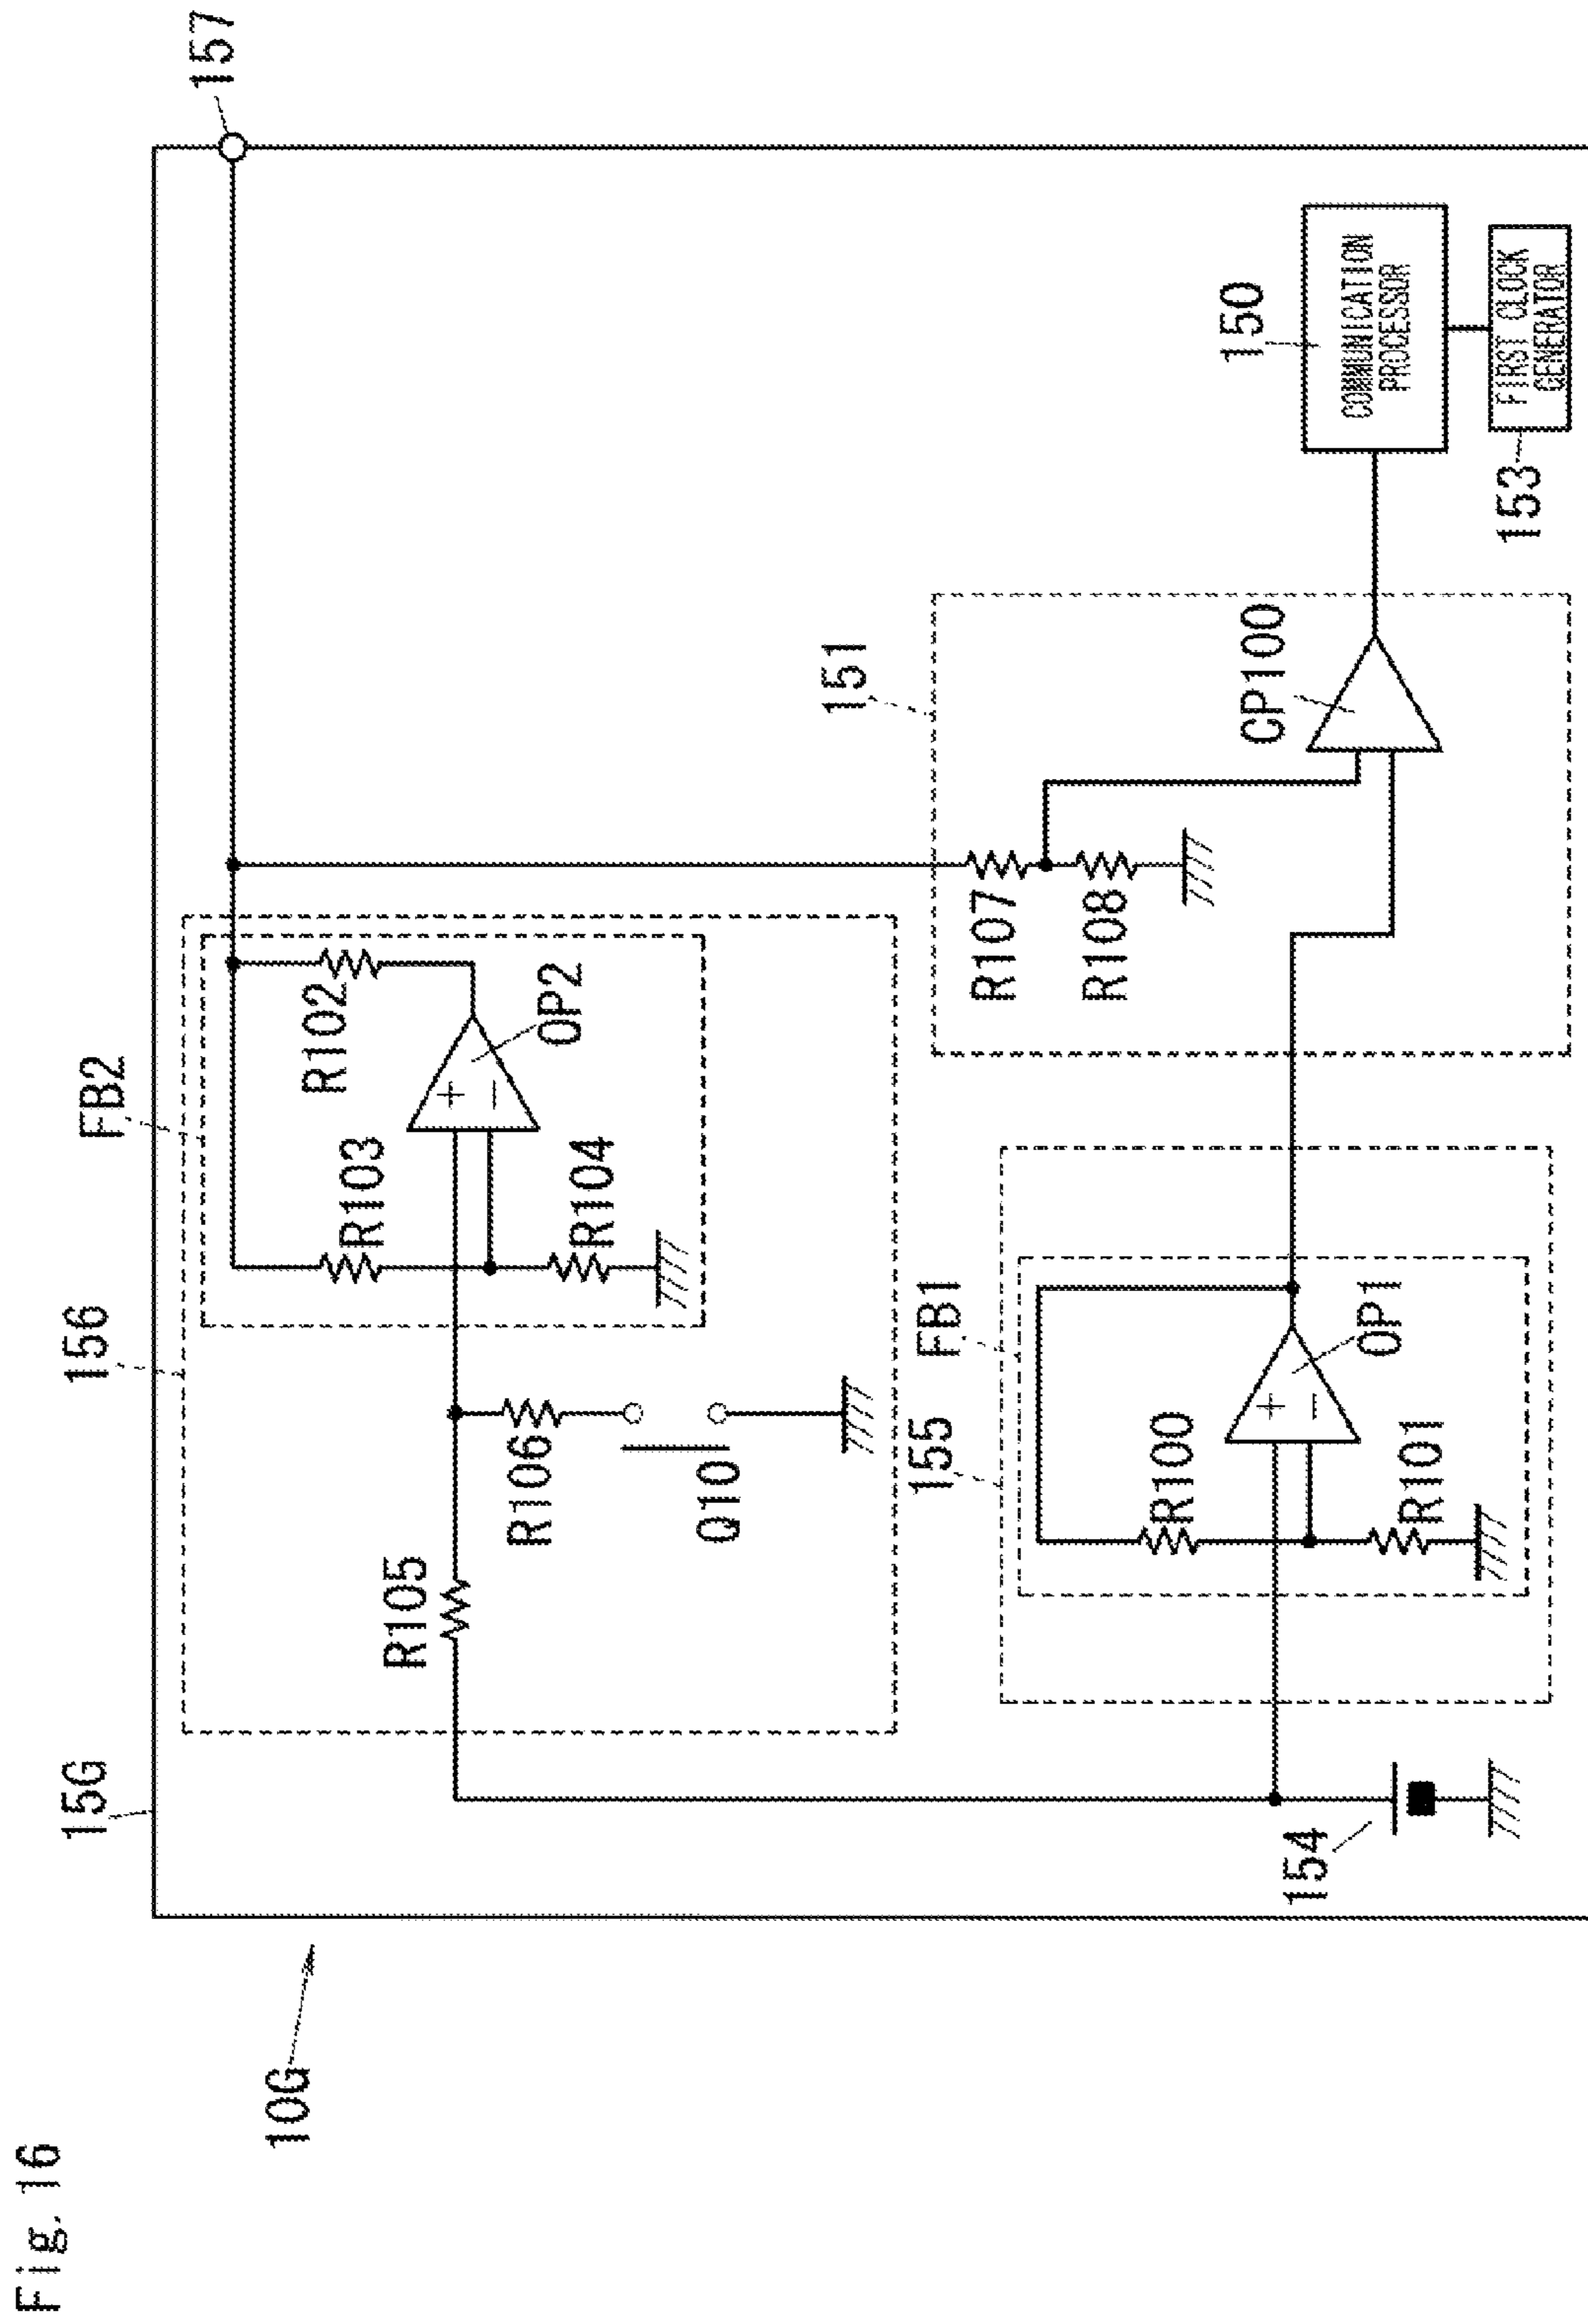 Fig. 16
10G
15G
156
FB2
157
R103
R102
OP2
R104
R105
R106
Q10
151
R107
R108
CP100
150
COMMUNICATION
PROCESSOR
153
FIRST CLOCK
GENERATOR
155
FB1
R100
OP1
R101
154
+
−
+
−